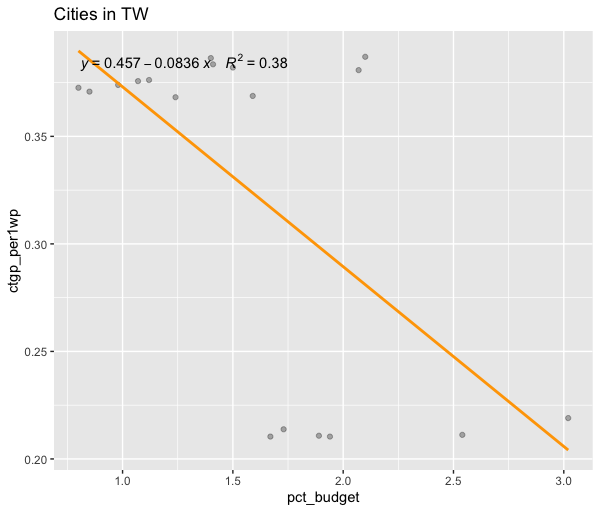 Cities in TW
y = 0.457 – 0.0836 x   R² = 0.38
0.35
0.30
0.25
0.20
ctgp_per1wp
1.0 1.5 2.0 2.5 3.0
pct_budget